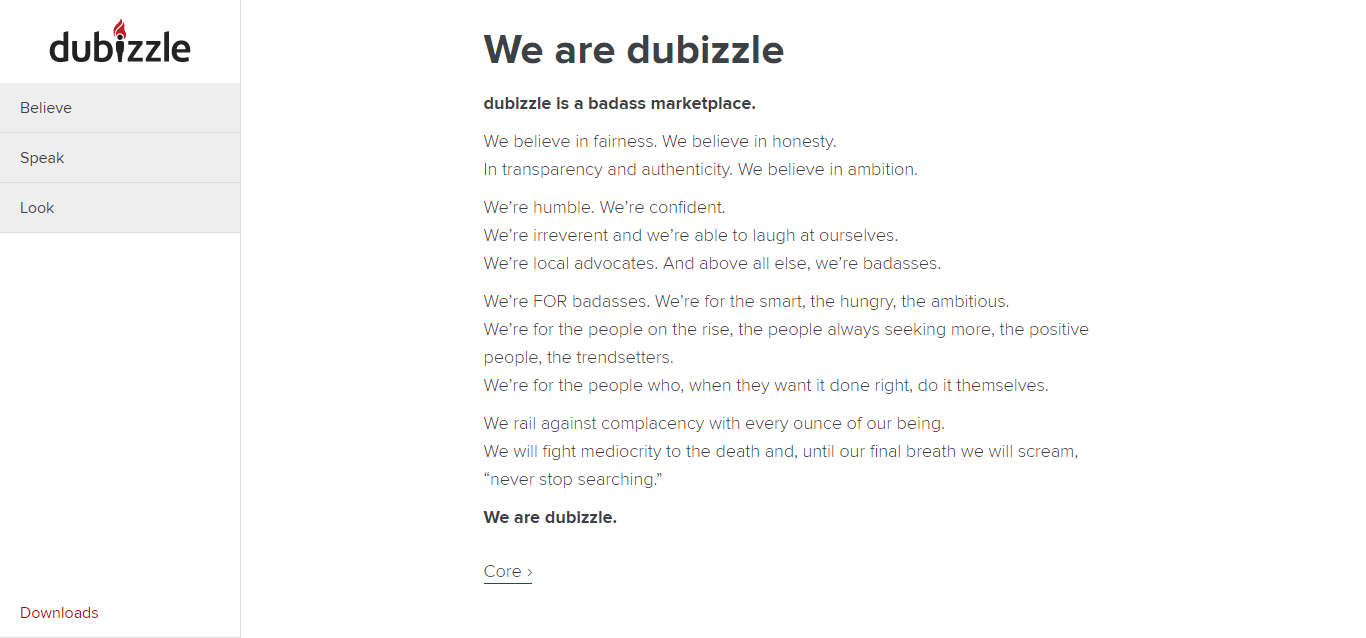 dubizzle
Believe
Speak
Look
Downloads
We are dubizzle
dubizzle is a badass marketplace.
We believe in fairness. We believe in honesty.
In transparency and authenticity. We believe in ambition.
We’re humble. We’re confident.
We’re irreverent and we’re able to laugh at ourselves.
We’re local advocates. And above all else, we’re badasses.
We’re FOR badasses. We’re for the smart, the hungry, the ambitious.
We’re for the people on the rise, the people always seeking more, the positive
people, the trendsetters.
We’re for the people who, when they want it done right, do it themselves.
We rail against complacency with every ounce of our being.
We will fight mediocrity to the death and, until our final breath we will scream,
“never stop searching.”
We are dubizzle.
Core ›